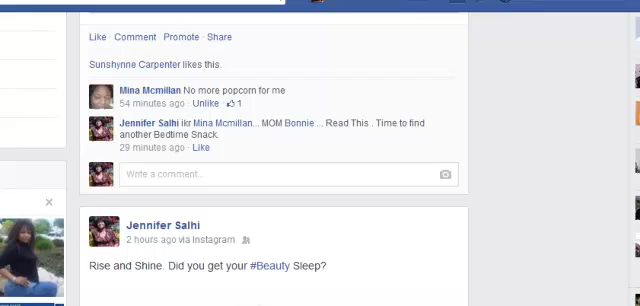 Like · Comment · Promote · Share
Sunshynne Carpenter likes this.
Mina Mcmillan No more popcorn for me
54 minutes ago · Unlike · 1
Jennifer Salhi ikr Mina Mcmillan... MOM Bonnie ... Read This . Time to find
another Bedtime Snack.
29 minutes ago · Like
Write a comment...
Jennifer Salhi
2 hours ago via Instagram
Rise and Shine. Did you get your #Beauty Sleep?